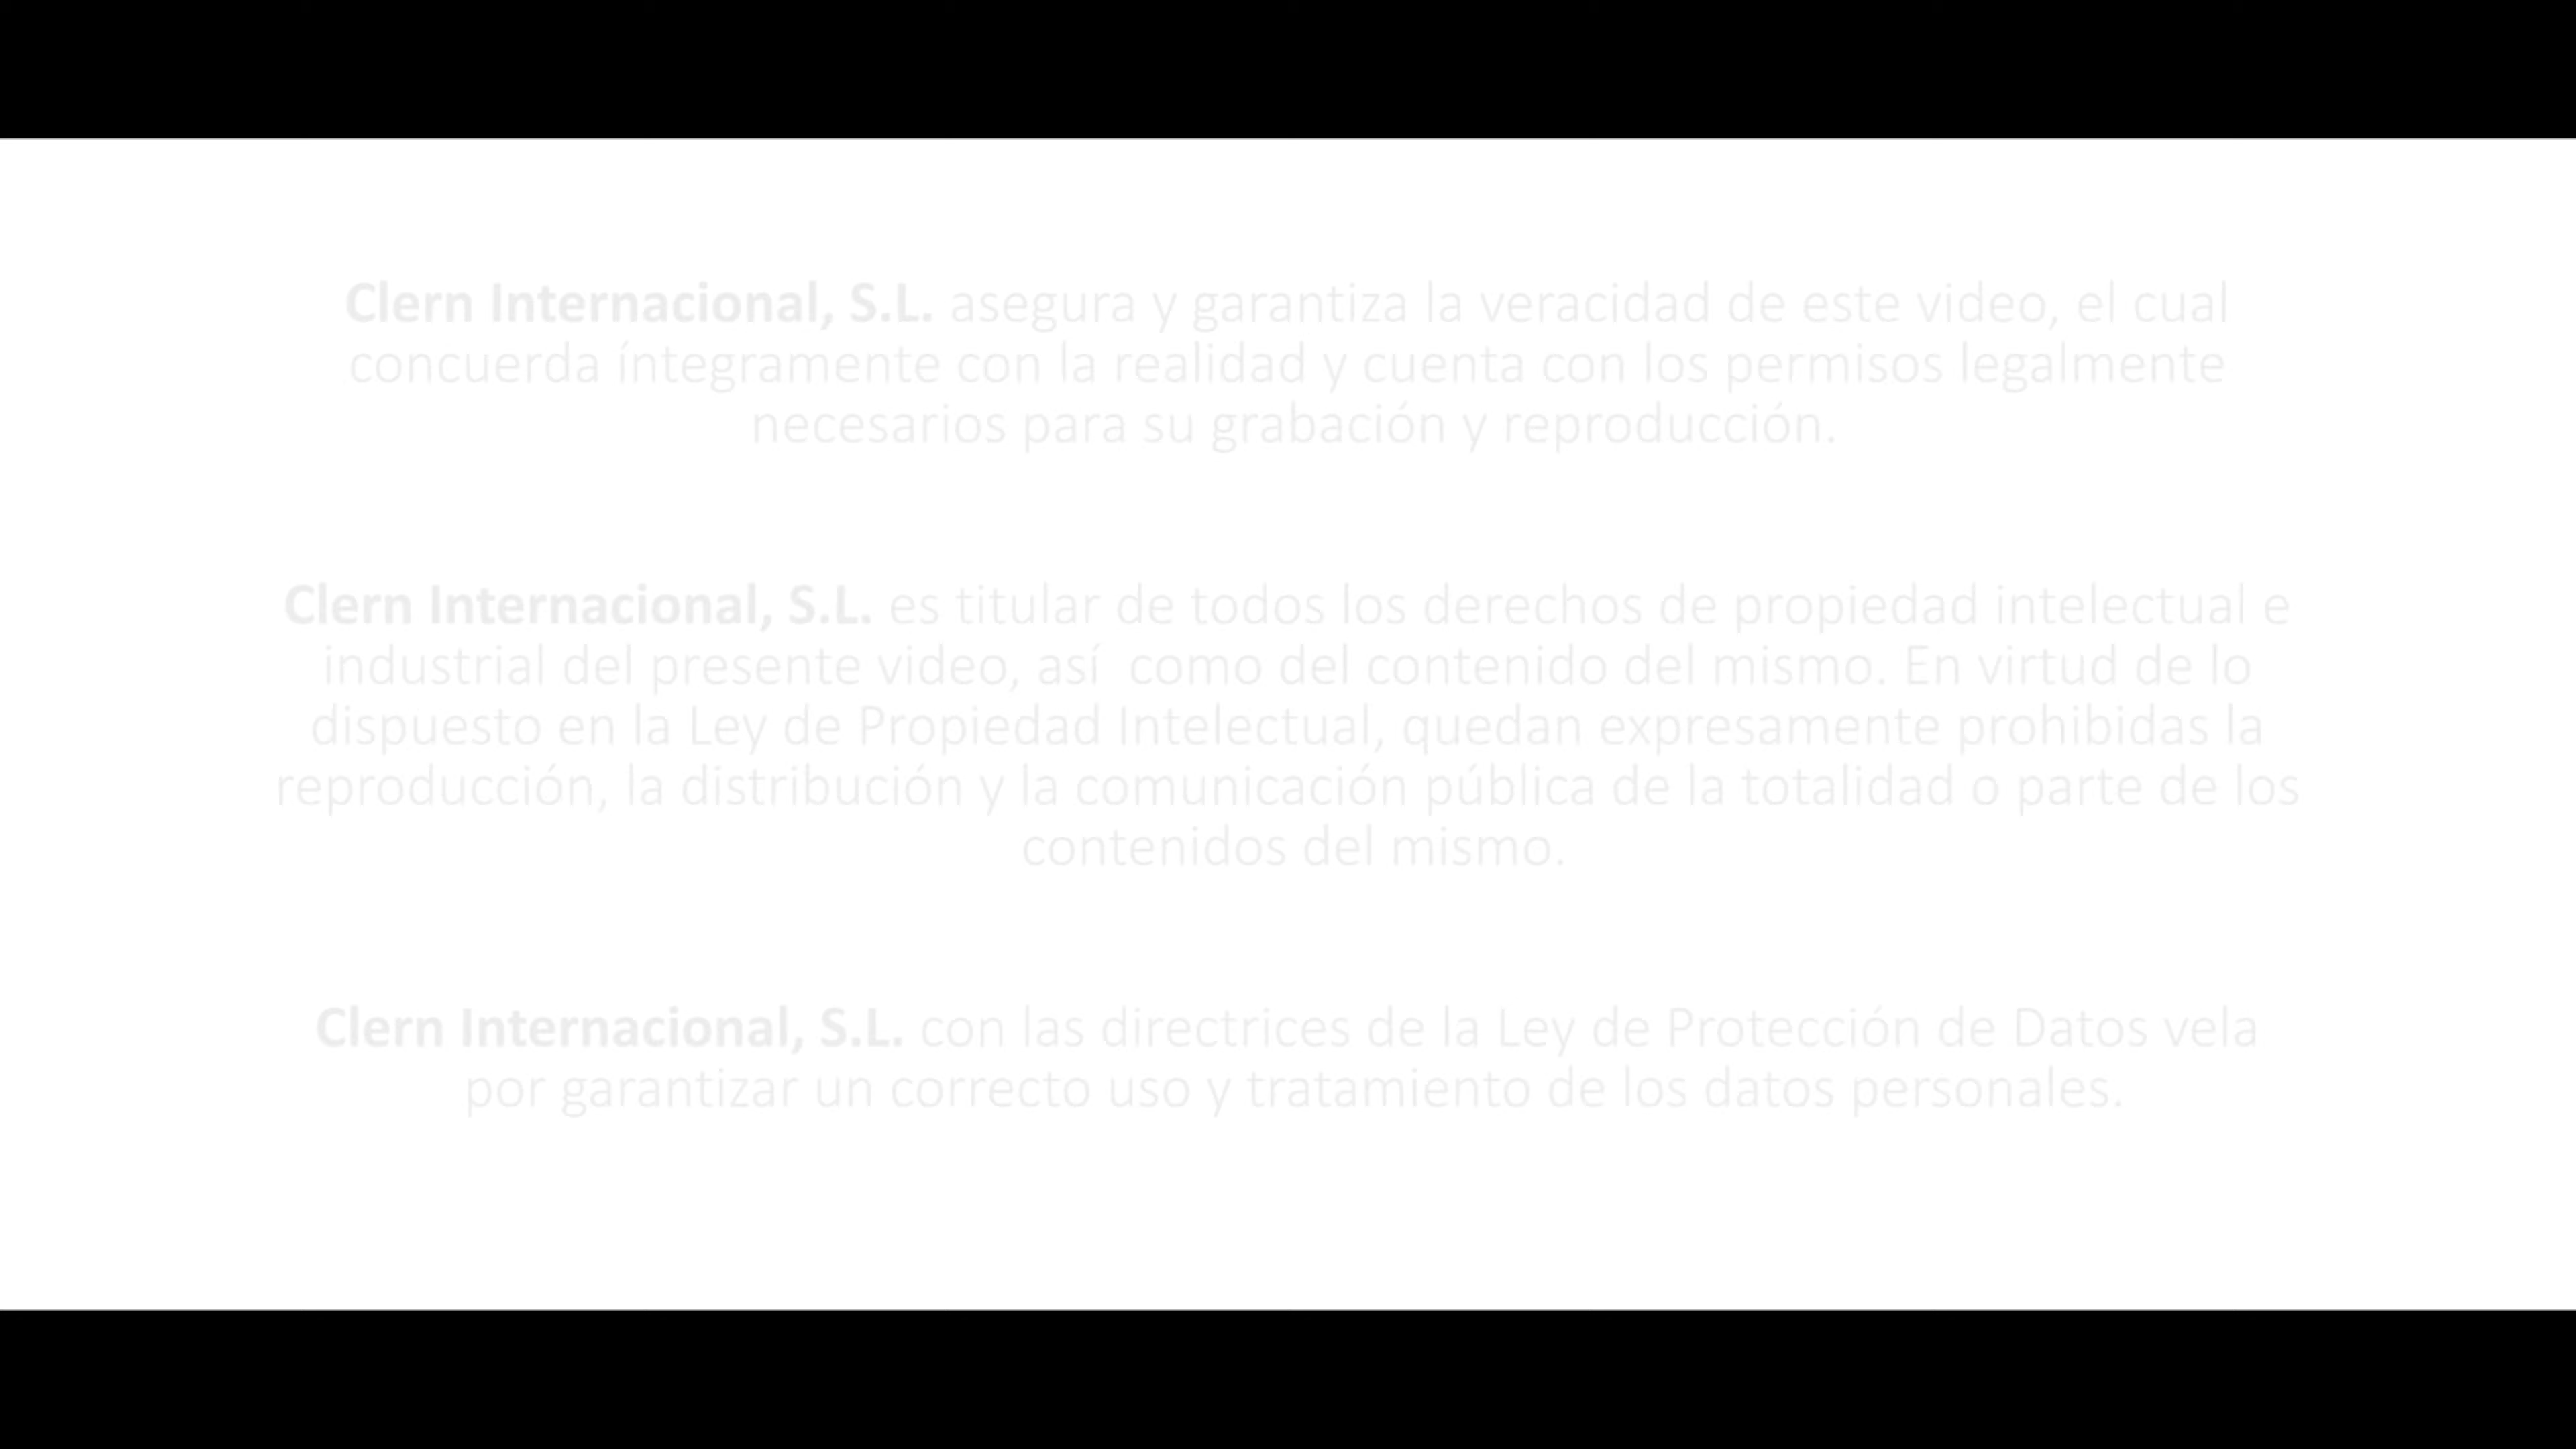 Clern Internacional, S.L. asegura y garantiza la veracidad de este video, el cual
concuerda íntegramente con la realidad y cuenta con los permisos legalmente
necesarios para su grabación y reproducción.
Clern Internacional, S.L. es titular de todos los derechos de propiedad intelectual e
industrial del presente video, así  como del contenido del mismo. En virtud de lo
dispuesto en la Ley de Propiedad Intelectual, quedan expresamente prohibidas la
reproducción, la distribución y la comunicación pública de la totalidad o parte de los
contenidos del mismo.
Clern Internacional, S.L. con las directrices de la Ley de Protección de Datos vela
por garantizar un correcto uso y tratamiento de los datos personales.